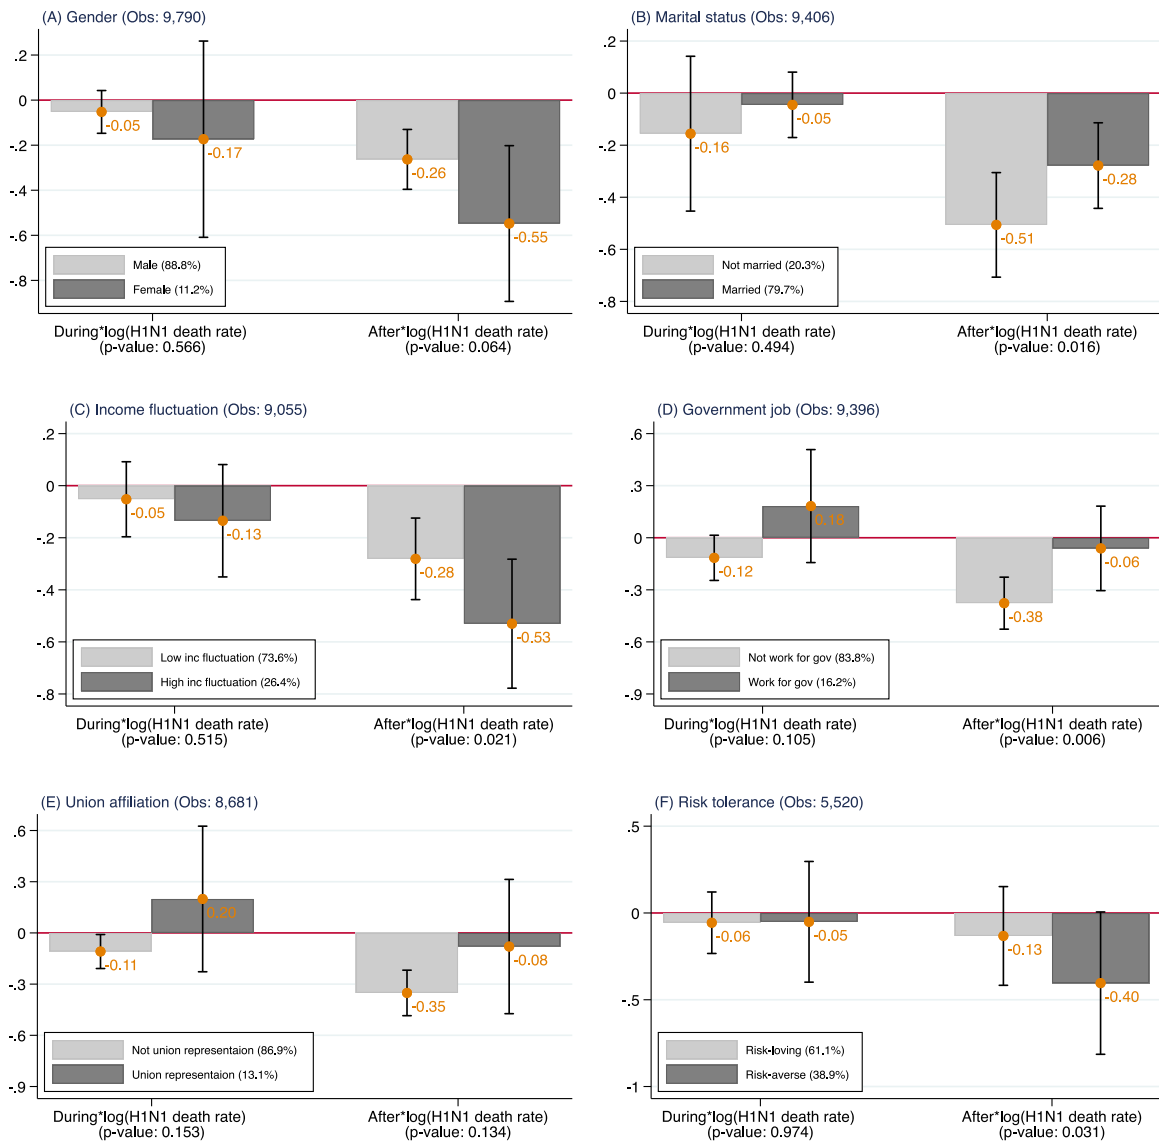 (A) Gender (Obs: 9,790)
.2
0
-.2
-.4
-.6
-.8
-0.05
-0.17
-0.26
-0.55
Male (88.8%)
Female (11.2%)
During*log(H1N1 death rate)
(p-value: 0.566)
After*log(H1N1 death rate)
(p-value: 0.064)
(B) Marital status (Obs: 9,406)
.2
0
-.2
-.4
-.6
-.8
-0.16
-0.05
-0.51
-0.28
Not married (20.3%)
Married (79.7%)
During*log(H1N1 death rate)
(p-value: 0.494)
After*log(H1N1 death rate)
(p-value: 0.016)
(C) Income fluctuation (Obs: 9,055)
.2
0
-.2
-.4
-.6
-.8
-0.05
-0.13
-0.28
-0.53
Low inc fluctuation (73.6%)
High inc fluctuation (26.4%)
During*log(H1N1 death rate)
(p-value: 0.515)
After*log(H1N1 death rate)
(p-value: 0.021)
(D) Government job (Obs: 9,396)
.6
.3
0
-.3
-.6
-.9
-0.12
0.18
-0.38
-0.06
Not work for gov (83.8%)
Work for gov (16.2%)
During*log(H1N1 death rate)
(p-value: 0.105)
After*log(H1N1 death rate)
(p-value: 0.006)
(E) Union affiliation (Obs: 8,681)
.6
.3
0
-.3
-.6
-.9
-0.11
0.20
-0.35
-0.08
Not union representaion (86.9%)
Union representaion (13.1%)
During*log(H1N1 death rate)
(p-value: 0.153)
After*log(H1N1 death rate)
(p-value: 0.134)
(F) Risk tolerance (Obs: 5,520)
.5
0
-.5
-1
-0.06
-0.05
-0.13
-0.40
Risk-loving (61.1%)
Risk-averse (38.9%)
During*log(H1N1 death rate)
(p-value: 0.974)
After*log(H1N1 death rate)
(p-value: 0.031)